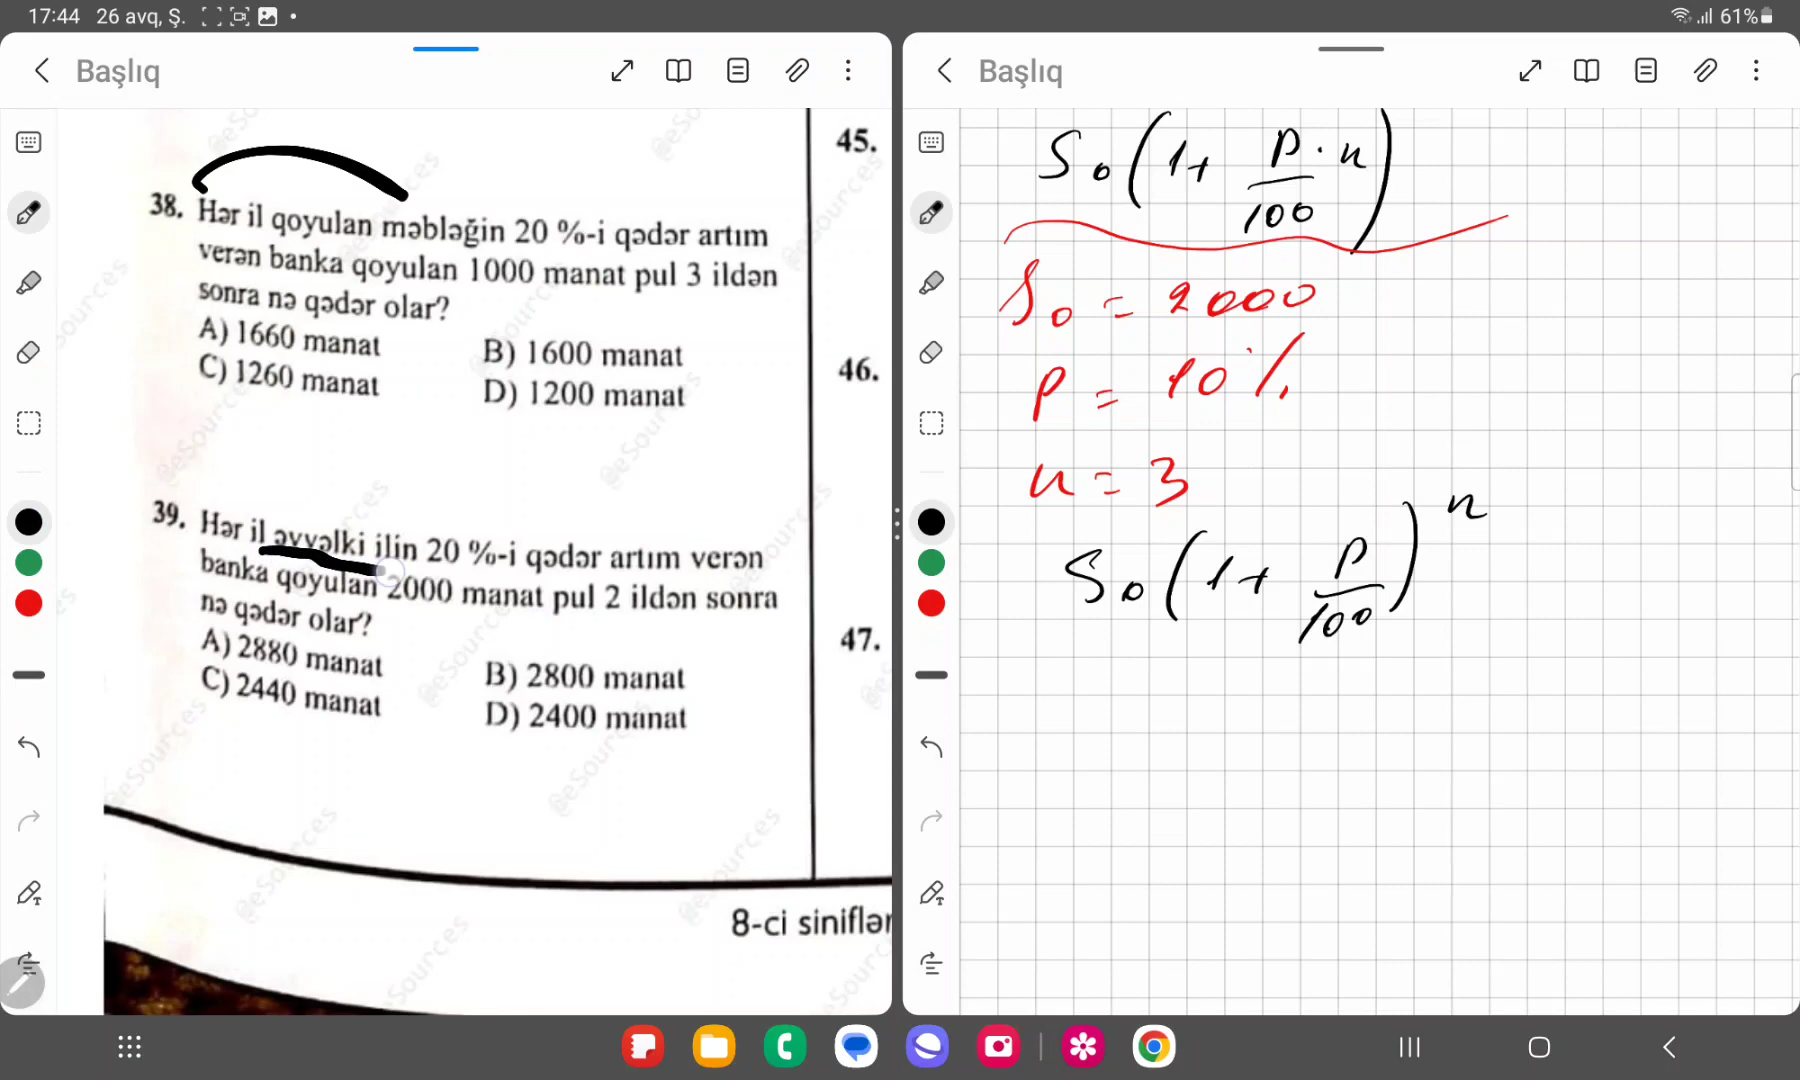 17:44 26 avq, Ş.
61%
Başlıq
45.
38. Hər il qoyulan məbləğin 20 %-i qədər artım
verən banka qoyulan 1000 manat pul 3 ildən
sonra nə qədər olar?
A) 1660 manat B) 1600 manat
C) 1260 manat D) 1200 manat
46.
39. Hər il əvvəlki ilin 20 %-i qədər artım verən
banka qoyulan 2000 manat pul 2 ildən sonra
nə qədər olar?
A) 2880 manat B) 2800 manat
C) 2440 manat D) 2400 manat
47.
8-ci siniflər
@eSources
Başlıq
S₀(1+ p·n/100)
S₀ = 2000
p = 10%
n = 3
S₀(1+ p/100)ⁿ